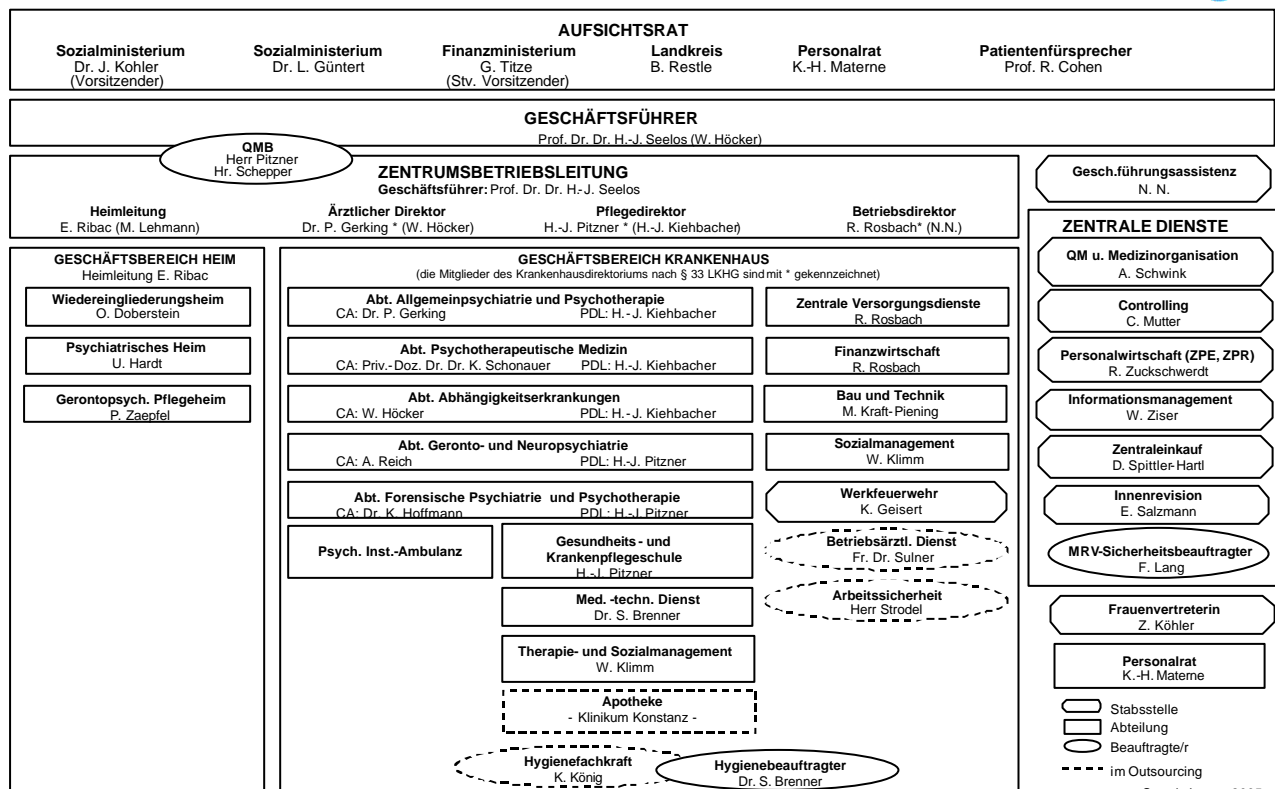 AUFSICHTSRAT
Sozialministerium
Dr. J. Kohler
(Vorsitzender)
Sozialministerium
Dr. L. Güntert
Finanzministerium
G. Titze
(Stv. Vorsitzender)
Landkreis
B. Restle
Personalrat
K.-H. Materne
Patientenfürsprecher
Prof. R. Cohen
GESCHÄFTSFÜHRER
Prof. Dr. Dr. H.-J. Seelos (W. Höcker)
QMB
Herr Pitzner
Hr. Schepper
ZENTRUMSBETRIEBSLEITUNG
Geschäftsführer: Prof. Dr. Dr. H.-J. Seelos
Heimleitung
E. Ribac (M. Lehmann)
Ärztlicher Direktor
Dr. P. Gerking * (W. Höcker)
Pflegedirektor
H.-J. Pitzner * (H.-J. Kiehbacher)
Betriebsdirektor
R. Rosbach* (N.N.)
GESCHÄFTSBEREICH HEIM
Heimleitung E. Ribac
Wiedereingliederungsheim
O. Doberstein
Psychiatrisches Heim
U. Hardt
Gerontopsych. Pflegeheim
P. Zaepfel
GESCHÄFTSBEREICH KRANKENHAUS
(die Mitglieder des Krankenhausdirektoriums nach § 33 LKHG sind mit * gekennzeichnet)
Abt. Allgemeinpsychiatrie und Psychotherapie
CA: Dr. P. Gerking PDL: H.-J. Kiehbacher
Abt. Psychotherapeutische Medizin
CA: Priv.-Doz. Dr. Dr. K. Schonauer PDL: H.-J. Kiehbacher
Abt. Abhängigkeitserkrankungen
CA: W. Höcker PDL: H.-J. Kiehbacher
Abt. Geronto- und Neuropsychiatrie
CA: A. Reich PDL: H.-J. Pitzner
Abt. Forensische Psychiatrie und Psychotherapie
CA: Dr. K. Hoffmann PDL: H.-J. Pitzner
Psych. Inst.-Ambulanz
Gesundheits- und
Krankenpflegeschule
H.-J. Pitzner
Med.-techn. Dienst
Dr. S. Brenner
Therapie- und Sozialmanagement
W. Klimm
Apotheke
- Klinikum Konstanz -
Hygienefachkraft
K. König
Hygienebeauftragter
Dr. S. Brenner
Zentrale Versorgungsdienste
R. Rosbach
Finanzwirtschaft
R. Rosbach
Bau und Technik
M. Kraft-Piening
Sozialmanagement
W. Klimm
Werkfeuerwehr
K. Geisert
Betriebsärztl. Dienst
Fr. Dr. Sulner
Arbeitssicherheit
Herr Strodel
Gesch.führungsassistenz
N. N.
ZENTRALE DIENSTE
QM u. Medizinorganisation
A. Schwink
Controlling
C. Mutter
Personalwirtschaft (ZPE, ZPR)
R. Zuckschwerdt
Informationsmanagement
W. Ziser
Zentraleinkauf
D. Spittler-Hartl
Innenrevision
E. Salzmann
MRV-Sicherheitsbeauftragter
F. Lang
Frauenvertreterin
Z. Köhler
Personalrat
K.-H. Materne
Stabsstelle
Abteilung
Beauftragte/r
im Outsourcing